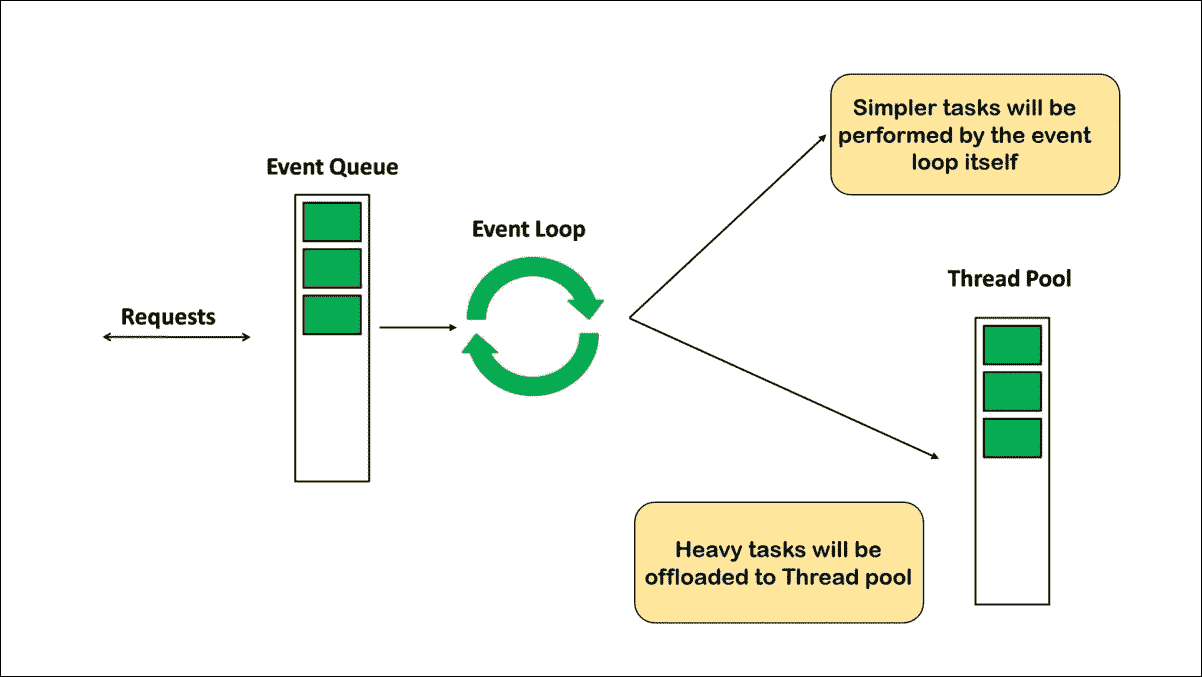 Simpler tasks will be
performed by the event
loop itself
Event Queue
Event Loop
Thread Pool
Requests
Heavy tasks will be
offloaded to Thread pool